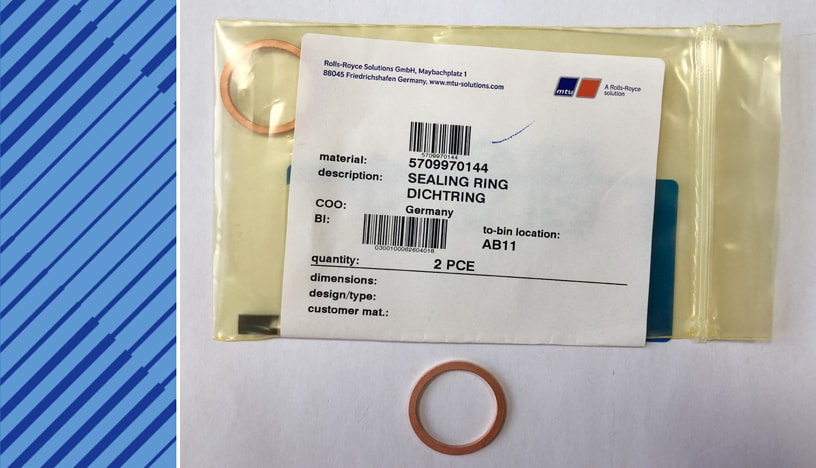 Rolls-Royce Solutions GmbH, Maybachplatz 1
88045 Friedrichshafen Germany, www.mtu-solutions.com
mtu
A Rolls-Royce
solution
5709970144
material: 5709970144
description: SEALING RING
DICHTRING
COO: Germany
BI:
0300100062604018
to-bin location:
AB11
quantity: 2 PCE
dimensions:
design/type:
customer mat.: